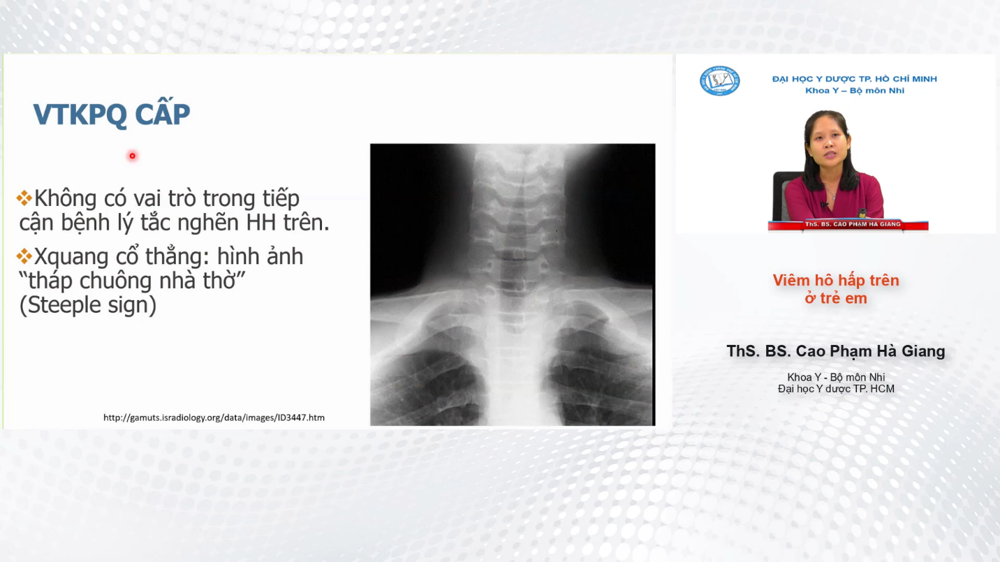 VTKPQ CẤP
❖Không có vai trò trong tiếp
cận bệnh lý tắc nghẽn HH trên.
❖Xquang cổ thẳng: hình ảnh
“tháp chuông nhà thờ”
(Steeple sign)
http://gamuts.isradiology.org/data/images/ID3447.htm
ĐẠI HỌC Y DƯỢC TP. HỒ CHÍ MINH
Khoa Y – Bộ môn Nhi
ThS. BS. CAO PHẠM HÀ GIANG
Viêm hô hấp trên
ở trẻ em
ThS. BS. Cao Phạm Hà Giang
Khoa Y - Bộ môn Nhi
Đại học Y dược TP. HCM